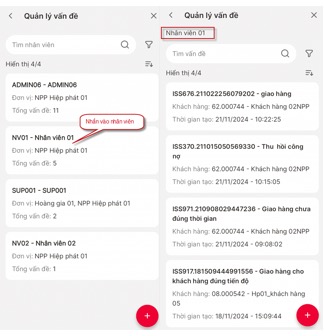 Quản lý vấn đề
Tìm nhân viên
Hiển thị 4/4
ADMIN06 - ADMIN06
Đơn vị: NPP Hiệp phát 01
Tổng vấn đề: 11
Nhấn vào nhân viên
NV01 - Nhân viên 01
Đơn vị: NPP Hiệp phát 01
Tổng vấn đề: 5
SUP001 - SUP001
Đơn vị: Hoàng gia 01, NPP Hiệp phát 01
Tổng vấn đề: 2
NV02 - Nhân viên 02
Đơn vị: NPP Hiệp phát 01
Tổng vấn đề: 1
Quản lý vấn đề
Nhân viên 01
Tìm vấn đề
Hiển thị 4/4
ISS676.211022256079202 - giao hàng
Khách hàng: 62.000744 - Khách hàng 02NPP
Thời gian tạo: 21/11/2024 - 10:22:25
ISS370.211015050569330 - Thu hồi công
nợ
Khách hàng: 62.000744 - Khách hàng 02NPP
Thời gian tạo: 21/11/2024 - 10:15:05
ISS971.210908029447236 - Giao hàng chưa
đúng thời gian
Khách hàng: 62.000744 - Khách hàng 02NPP
Thời gian tạo: 21/11/2024 - 09:08:02
ISS917.181509444991556 - Giao hàng cho
khách hàng đúng tiến độ
Khách hàng: 08.000542 - Hp01_khách hàng
05
Thời gian tạo: 18/11/2024 - 15:09:44